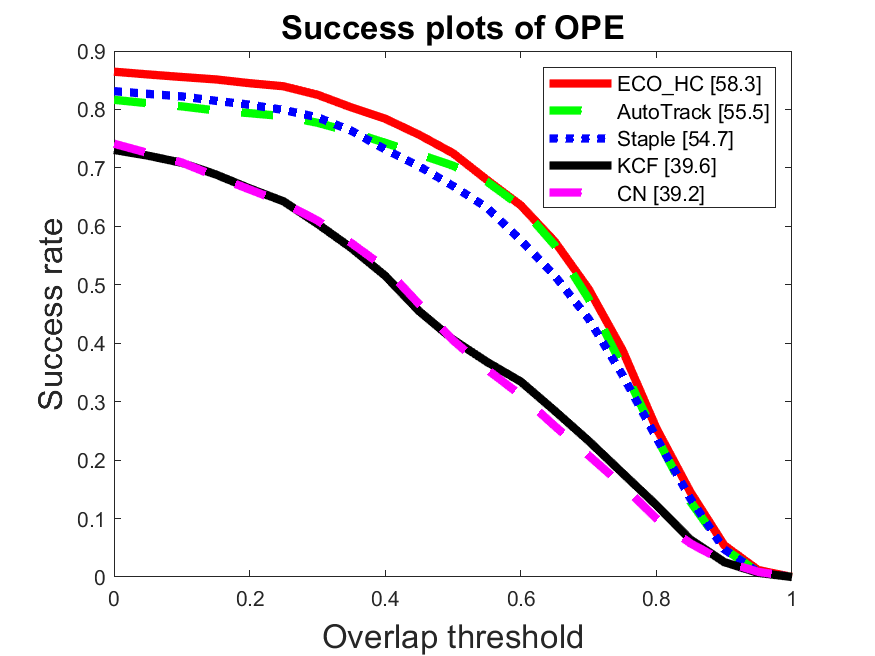 Success plots of OPE
0.9
0.8
0.7
0.6
0.5
0.4
0.3
0.2
0.1
0
Success rate
ECO_HC [58.3]
AutoTrack [55.5]
Staple [54.7]
KCF [39.6]
CN [39.2]
0 0.2 0.4 0.6 0.8 1
Overlap threshold